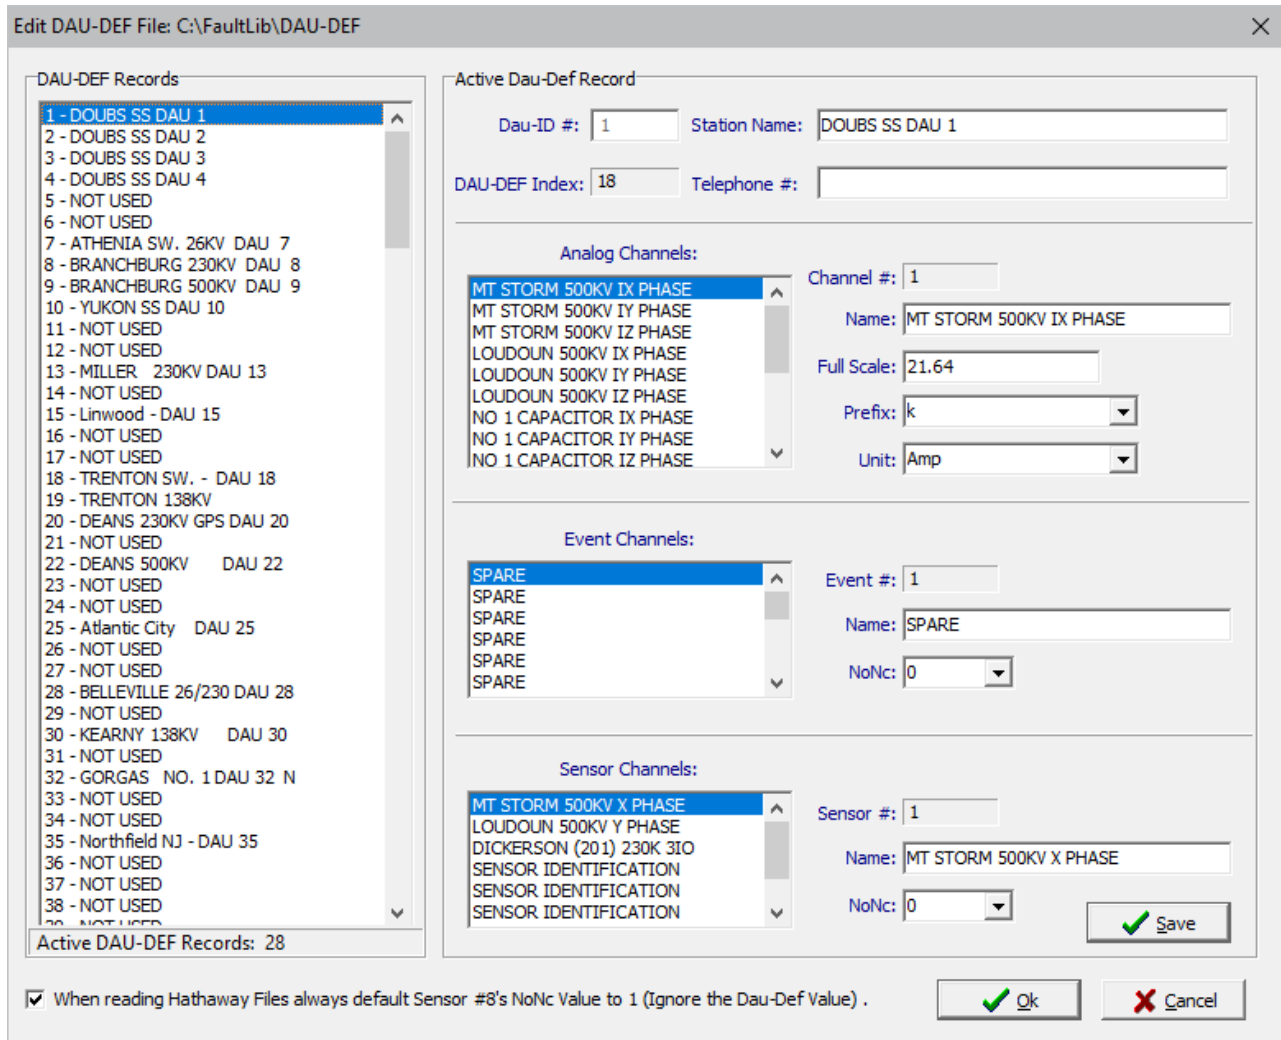 Edit DAU-DEF File: C:\FaultLib\DAU-DEF
DAU-DEF Records
1 - DOUBS SS DAU 1
2 - DOUBS SS DAU 2
3 - DOUBS SS DAU 3
4 - DOUBS SS DAU 4
5 - NOT USED
6 - NOT USED
7 - ATHENIA SW. 26KV DAU 7
8 - BRANCHBURG 230KV DAU 8
9 - BRANCHBURG 500KV DAU 9
10 - YUKON SS DAU 10
11 - NOT USED
12 - NOT USED
13 - MILLER 230KV DAU 13
14 - NOT USED
15 - Linwood - DAU 15
16 - NOT USED
17 - NOT USED
18 - TRENTON SW. - DAU 18
19 - TRENTON 138KV
20 - DEANS 230KV GPS DAU 20
21 - NOT USED
22 - DEANS 500KV DAU 22
23 - NOT USED
24 - NOT USED
25 - Atlantic City DAU 25
26 - NOT USED
27 - NOT USED
28 - BELLEVILLE 26/230 DAU 28
29 - NOT USED
30 - KEARNY 138KV DAU 30
31 - NOT USED
32 - GORGAS NO. 1 DAU 32 N
33 - NOT USED
34 - NOT USED
35 - Northfield NJ - DAU 35
36 - NOT USED
37 - NOT USED
38 - NOT USED
39 - NOT USED
Active DAU-DEF Records: 28
Active Dau-Def Record
Dau-ID #: 1
Station Name: DOUBS SS DAU 1
DAU-DEF Index: 18
Telephone #:
Analog Channels:
MT STORM 500KV IX PHASE
MT STORM 500KV IY PHASE
MT STORM 500KV IZ PHASE
LOUDOUN 500KV IX PHASE
LOUDOUN 500KV IY PHASE
LOUDOUN 500KV IZ PHASE
NO 1 CAPACITOR IX PHASE
NO 1 CAPACITOR IY PHASE
NO 1 CAPACITOR IZ PHASE
Channel #: 1
Name: MT STORM 500KV IX PHASE
Full Scale: 21.64
Prefix: k
Unit: Amp
Event Channels:
SPARE
SPARE
SPARE
SPARE
SPARE
SPARE
Event #: 1
Name: SPARE
NoNc: 0
Sensor Channels:
MT STORM 500KV X PHASE
LOUDOUN 500KV Y PHASE
DICKERSON (201) 230K 3IO
SENSOR IDENTIFICATION
SENSOR IDENTIFICATION
SENSOR IDENTIFICATION
Sensor #: 1
Name: MT STORM 500KV X PHASE
NoNc: 0
Save
When reading Hathaway Files always default Sensor #8's NoNc Value to 1 (Ignore the Dau-Def Value) .
Ok
Cancel